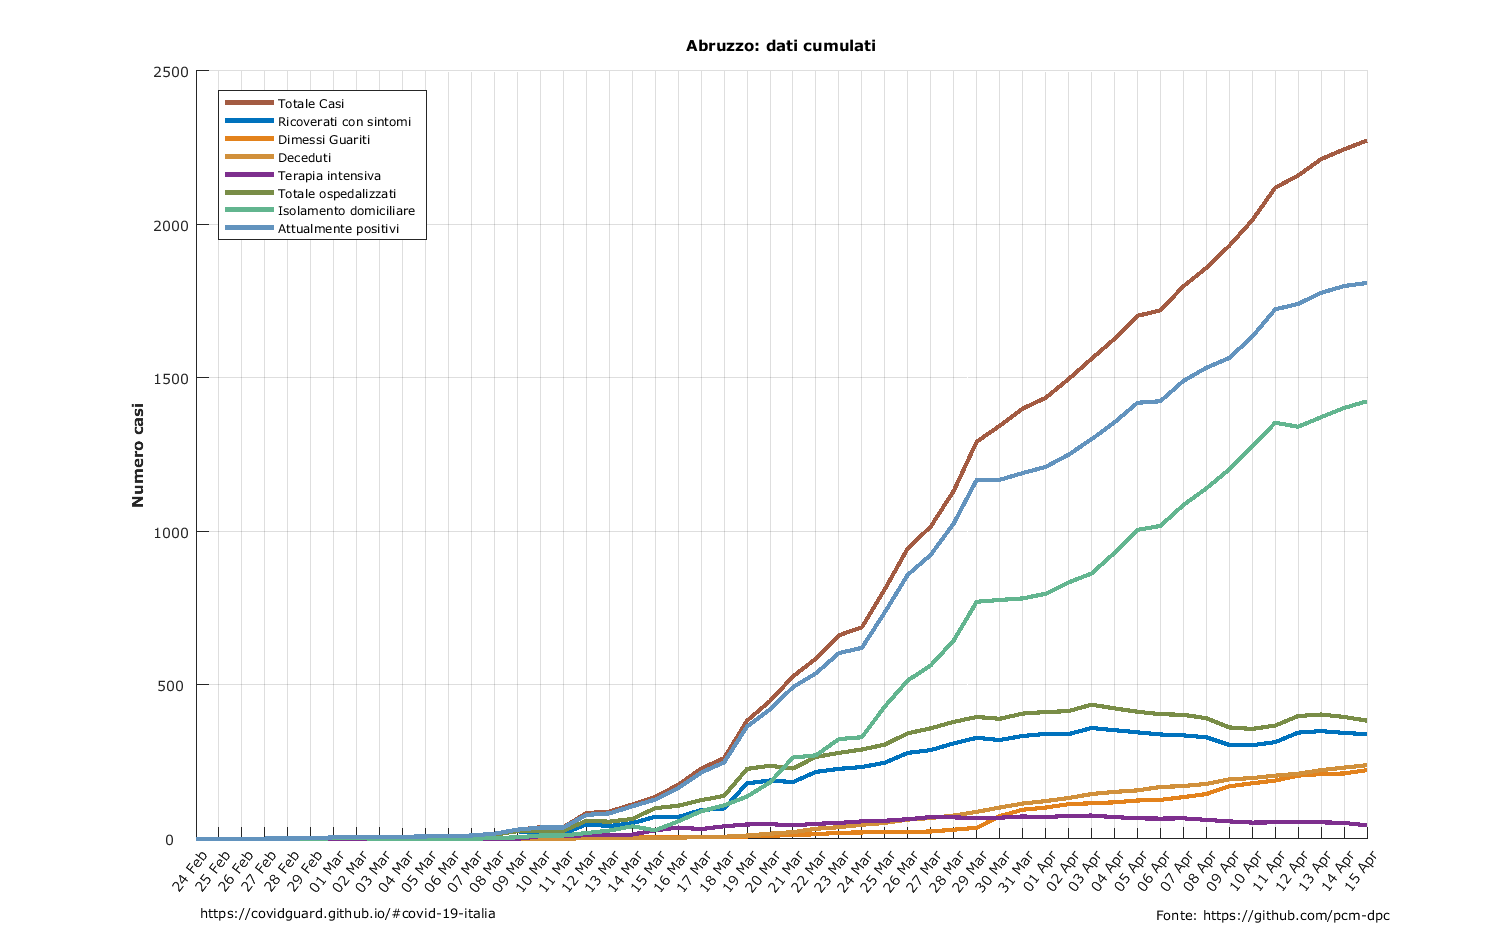 Abruzzo: dati cumulati
2500
2000
1500
1000
500
0
Numero casi
Totale Casi
Ricoverati con sintomi
Dimessi Guariti
Deceduti
Terapia intensiva
Totale ospedalizzati
Isolamento domiciliare
Attualmente positivi
24 Feb
25 Feb
26 Feb
27 Feb
28 Feb
29 Feb
01 Mar
02 Mar
03 Mar
04 Mar
05 Mar
06 Mar
07 Mar
08 Mar
09 Mar
10 Mar
11 Mar
12 Mar
13 Mar
14 Mar
15 Mar
16 Mar
17 Mar
18 Mar
19 Mar
20 Mar
21 Mar
22 Mar
23 Mar
24 Mar
25 Mar
26 Mar
27 Mar
28 Mar
29 Mar
30 Mar
31 Mar
01 Apr
02 Apr
03 Apr
04 Apr
05 Apr
06 Apr
07 Apr
08 Apr
09 Apr
10 Apr
11 Apr
12 Apr
13 Apr
14 Apr
15 Apr
https://covidguard.github.io/#covid-19-italia
Fonte: https://github.com/pcm-dpc